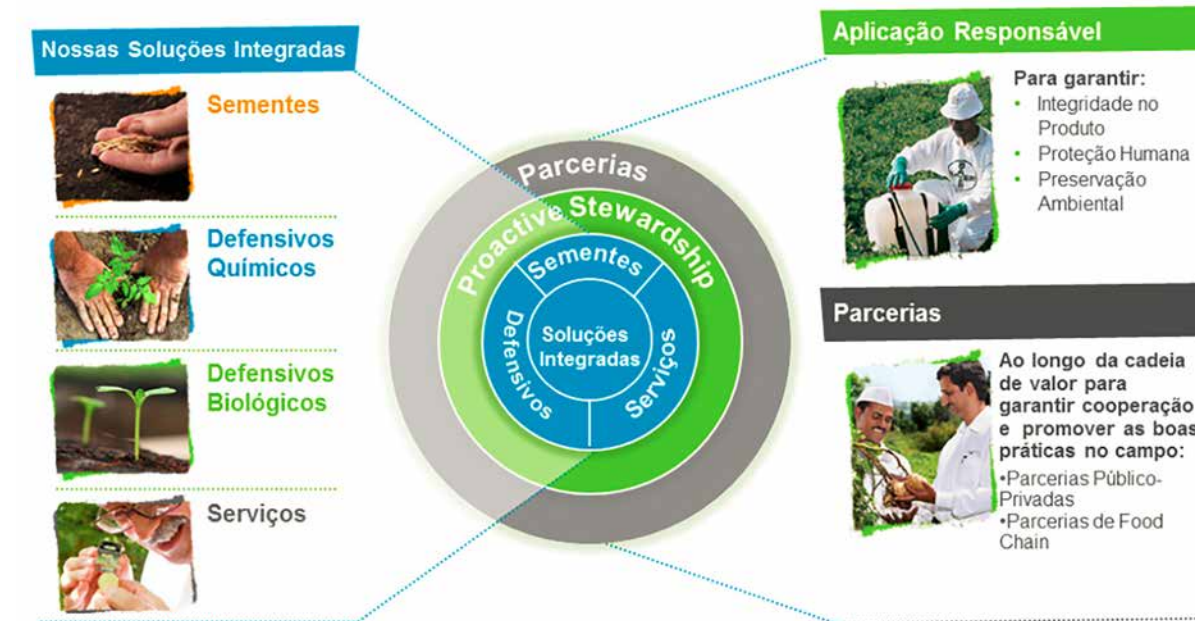 Nossas Soluções Integradas
Sementes
Defensivos
Químicos
Defensivos
Biológicos
Serviços
Parcerias
Proactive Stewardship
Sementes
Defensivos
Serviços
Soluções
Integradas
Aplicação Responsável
Para garantir:
• Integridade no
Produto
• Proteção Humana
• Preservação
Ambiental
Parcerias
Ao longo da cadeia
de valor para
garantir cooperação
e promover as boas
práticas no campo:
•Parcerias Público-
Privadas
•Parcerias de Food
Chain